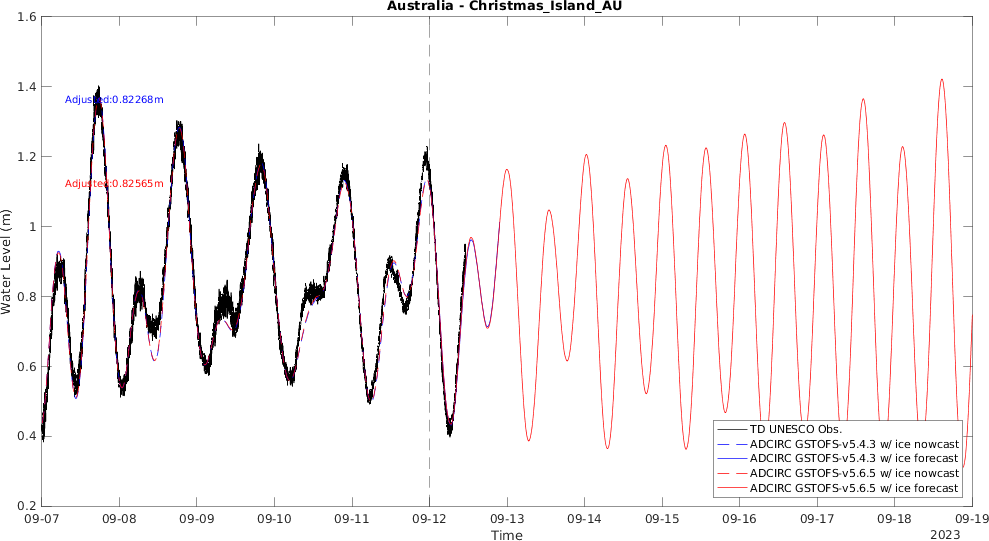 Australia - Christmas_Island_AU
1.6
1.4
1.2
1
0.8
0.6
0.4
0.2
Water Level (m)
Adjusted:0.82268m
Adjusted:0.82565m
TD UNESCO Obs.
ADCIRC GSTOFS-v5.4.3 w/ ice nowcast
ADCIRC GSTOFS-v5.4.3 w/ ice forecast
ADCIRC GSTOFS-v5.6.5 w/ ice nowcast
ADCIRC GSTOFS-v5.6.5 w/ ice forecast
09-07 09-08 09-09 09-10 09-11 09-12 09-13 09-14 09-15 09-16 09-17 09-18 09-19
Time
2023